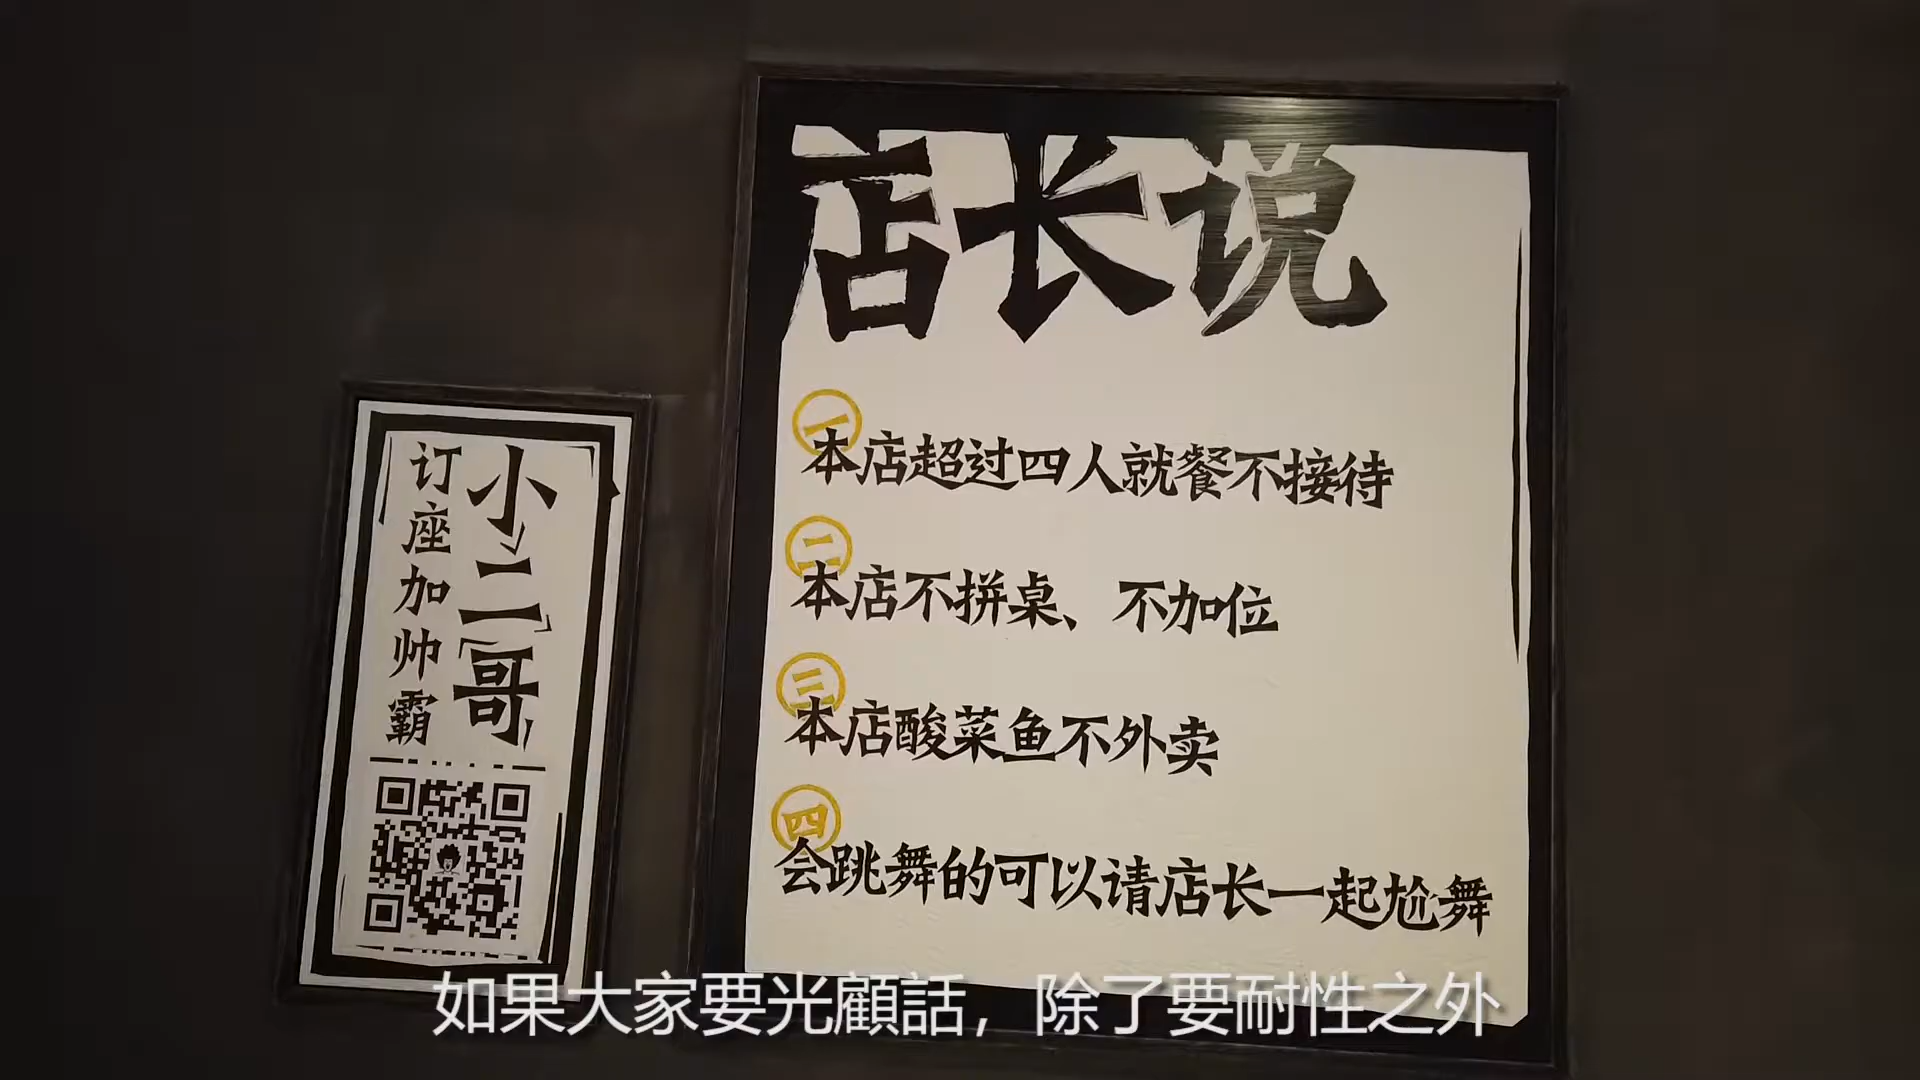 店长说
一
本店超过四人就餐不接待
二
本店不拼桌、不加位
三
本店酸菜鱼不外卖
四
会跳舞的可以请店长一起尬舞
小二哥
订座加帅霸
如果大家要光顧話，除了要耐性之外